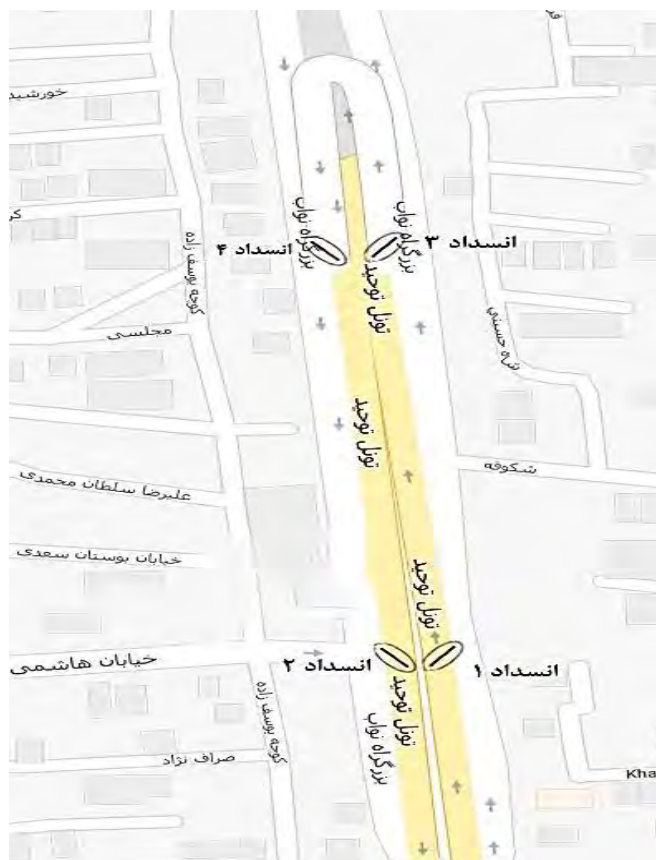 خورشید
کوچه یوسف زاده
بزرگراه نواب
بزرگراه نواب
انسداد ۴
انسداد ۳
تونل توحید
مجلسی
تونل توحید
شکوفه
علیرضا سلطان محمدی
خیابان بوستان سعدی
تونل توحید
خیابان هاشمی
انسداد ۲
انسداد ۱
تونل توحید
بزرگراه نواب
کوچه یوسف زاده
صراف نژاد
Kha